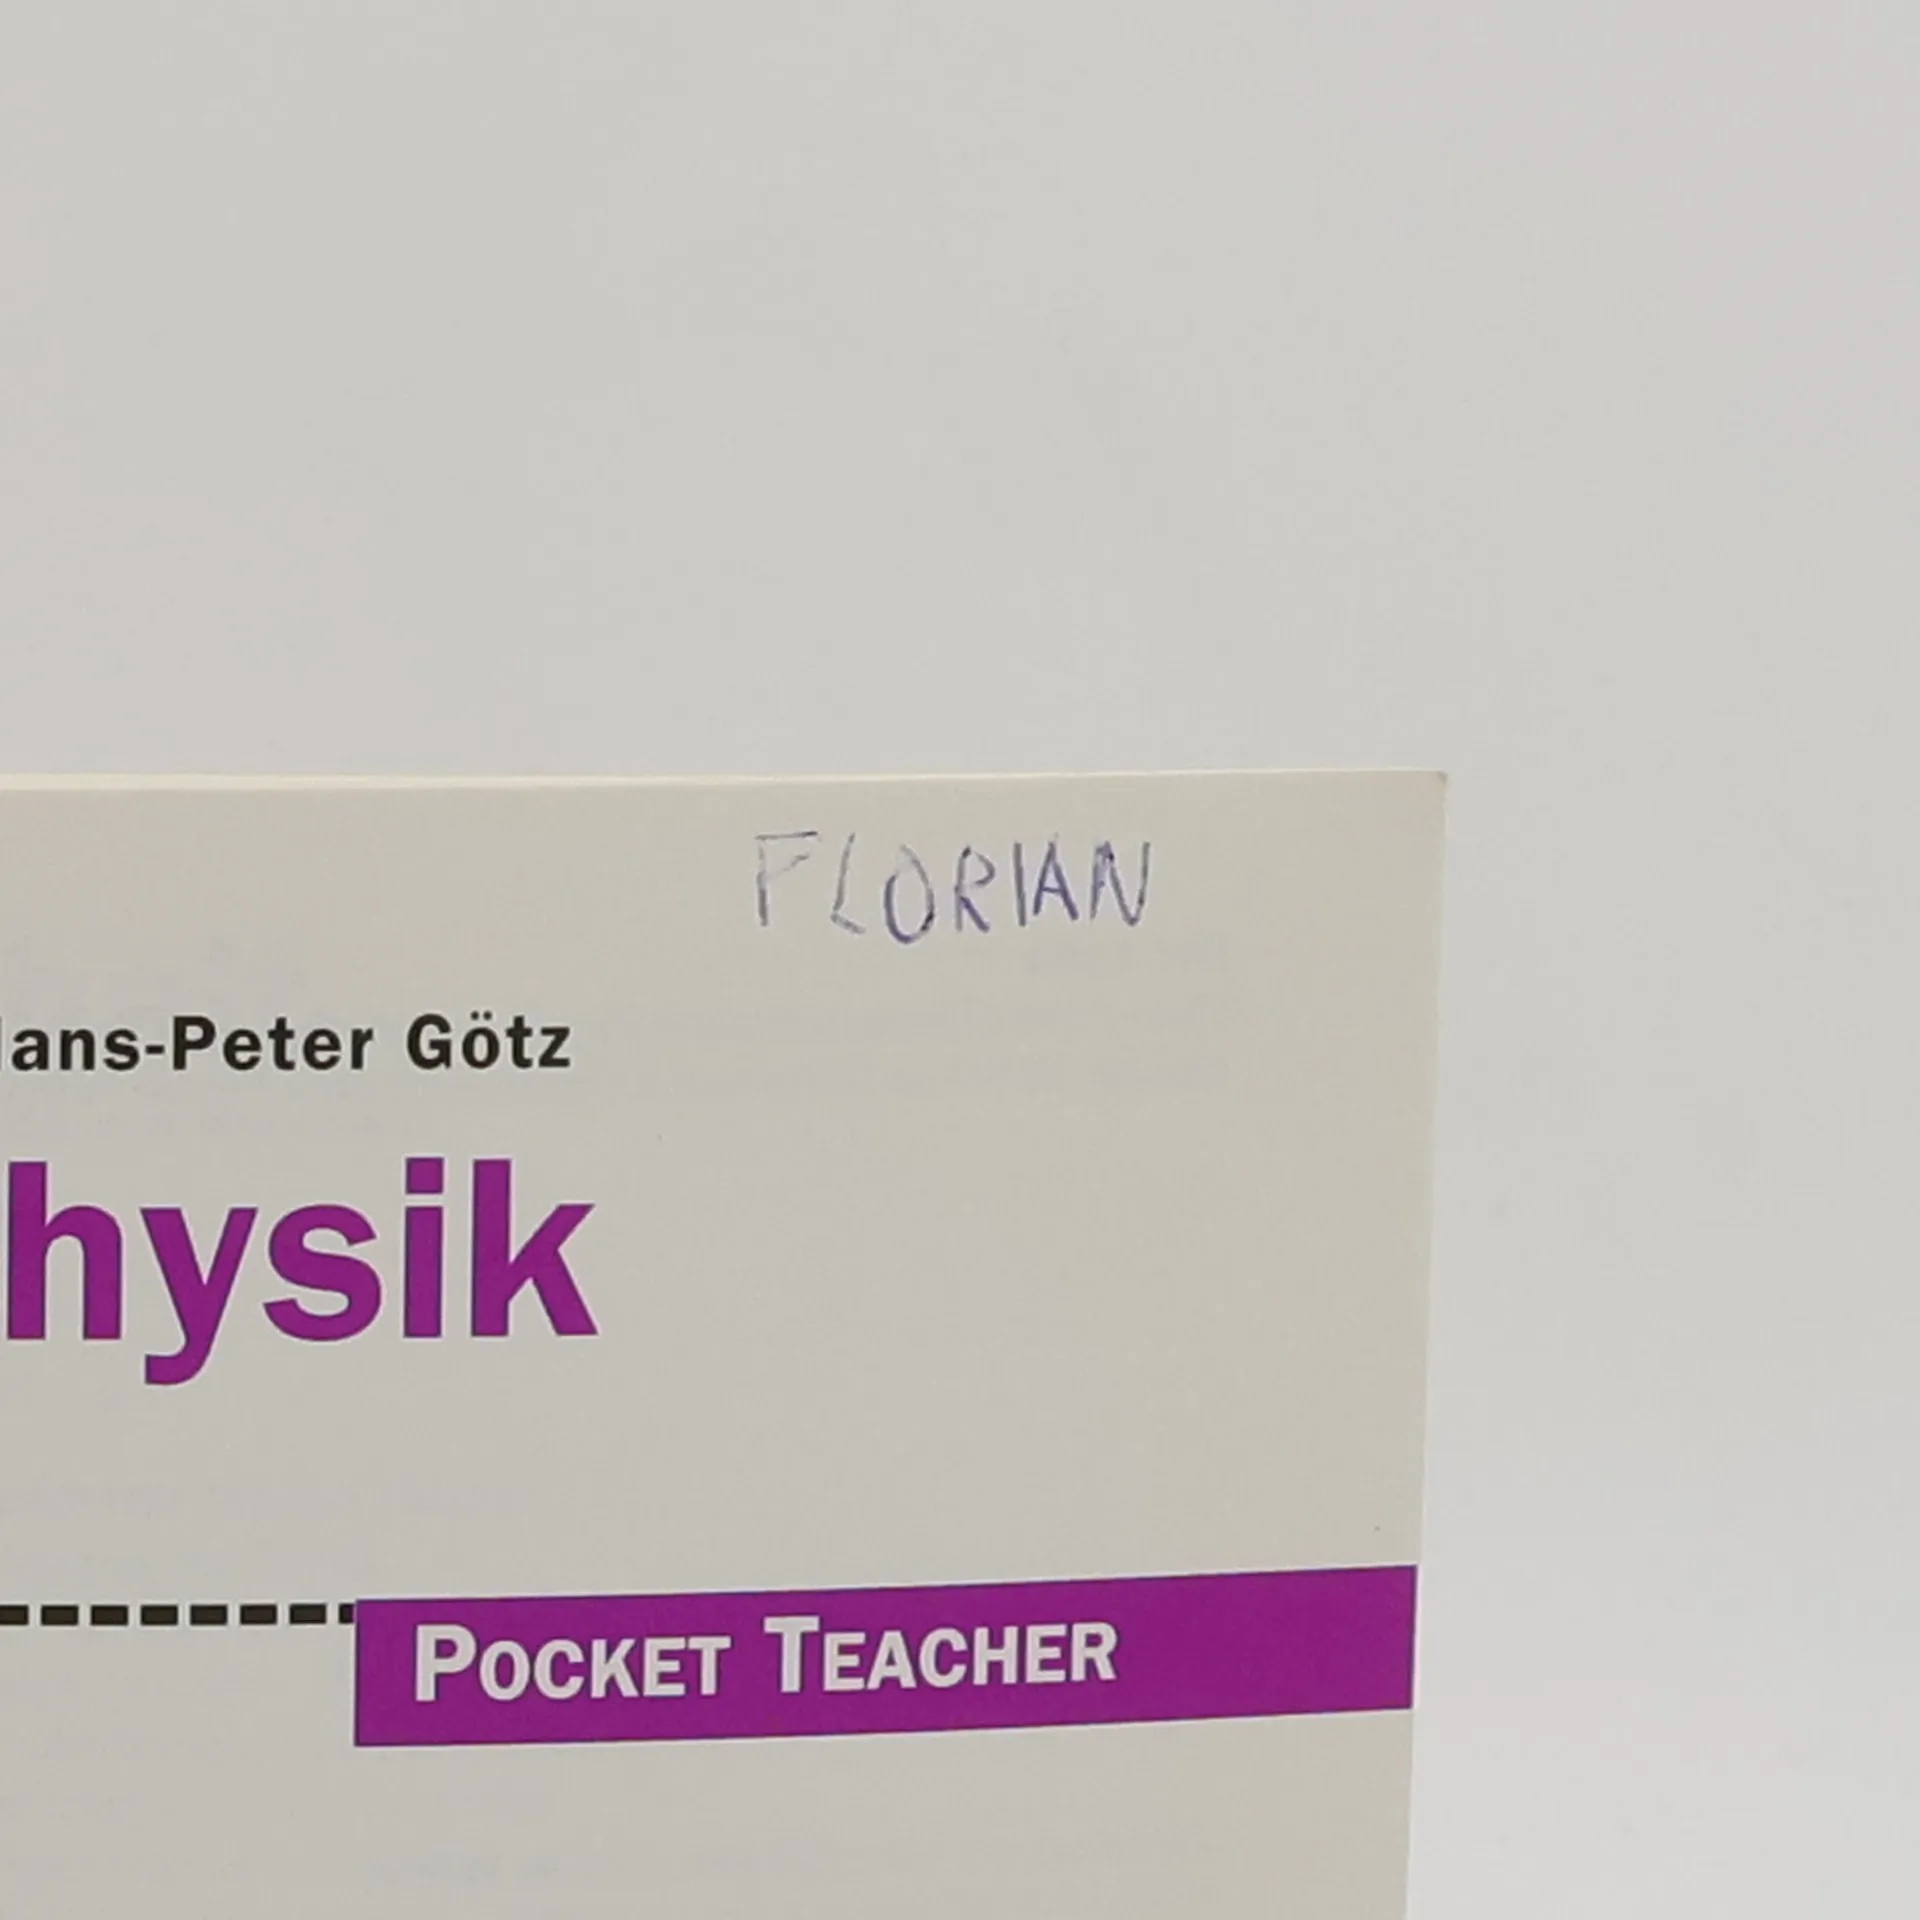 FLORIAN
ans-Peter Götz
hysik
POCKET TEACHER